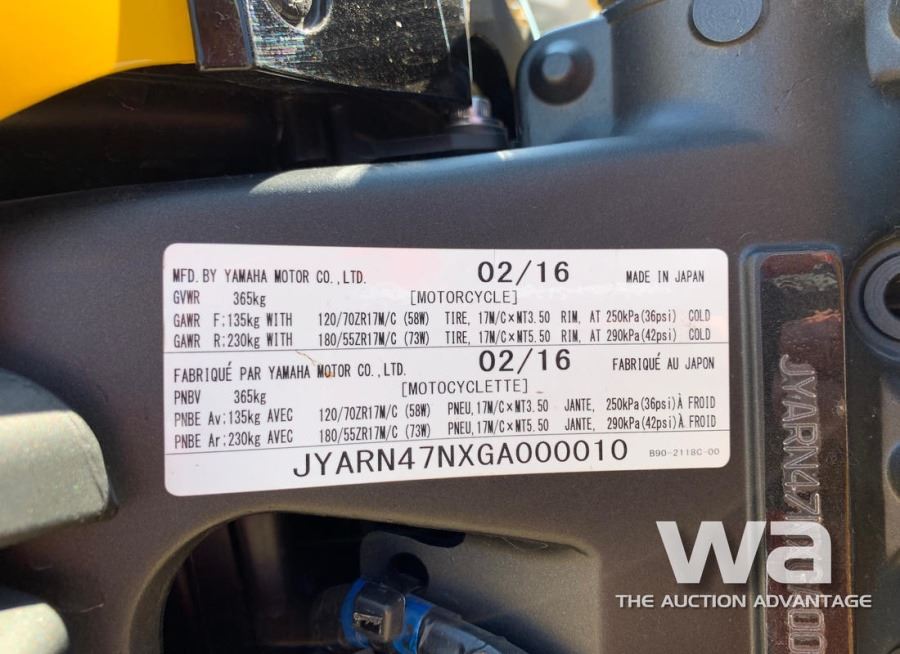 MFD. BY YAMAHA MOTOR CO., LTD. 02/16 MADE IN JAPAN
GVWR 365kg [MOTORCYCLE]
GAWR F:135kg WITH 120/70ZR17M/C (58W) TIRE, 17M/C×MT3.50 RIM, AT 250kPa(36psi) COLD
GAWR R:230kg WITH 180/55ZR17M/C (73W) TIRE, 17M/C×MT5.50 RIM, AT 290kPa(42psi) COLD
FABRIQUÉ PAR YAMAHA MOTOR CO., LTD. 02/16 FABRIQUÉ AU JAPON
PNBV 365kg [MOTOCYCLETTE]
PNBE Av:135kg AVEC 120/70ZR17M/C (58W) PNEU, 17M/C×MT3.50 JANTE, 250kPa(36psi)À FROID
PNBE Ar:230kg AVEC 180/55ZR17M/C (73W) PNEU, 17M/C×MT5.50 JANTE, 290kPa(42psi)À FROID
JYARN47NXGA000010 B90-2118C-00
wa
THE AUCTION ADVANTAGE